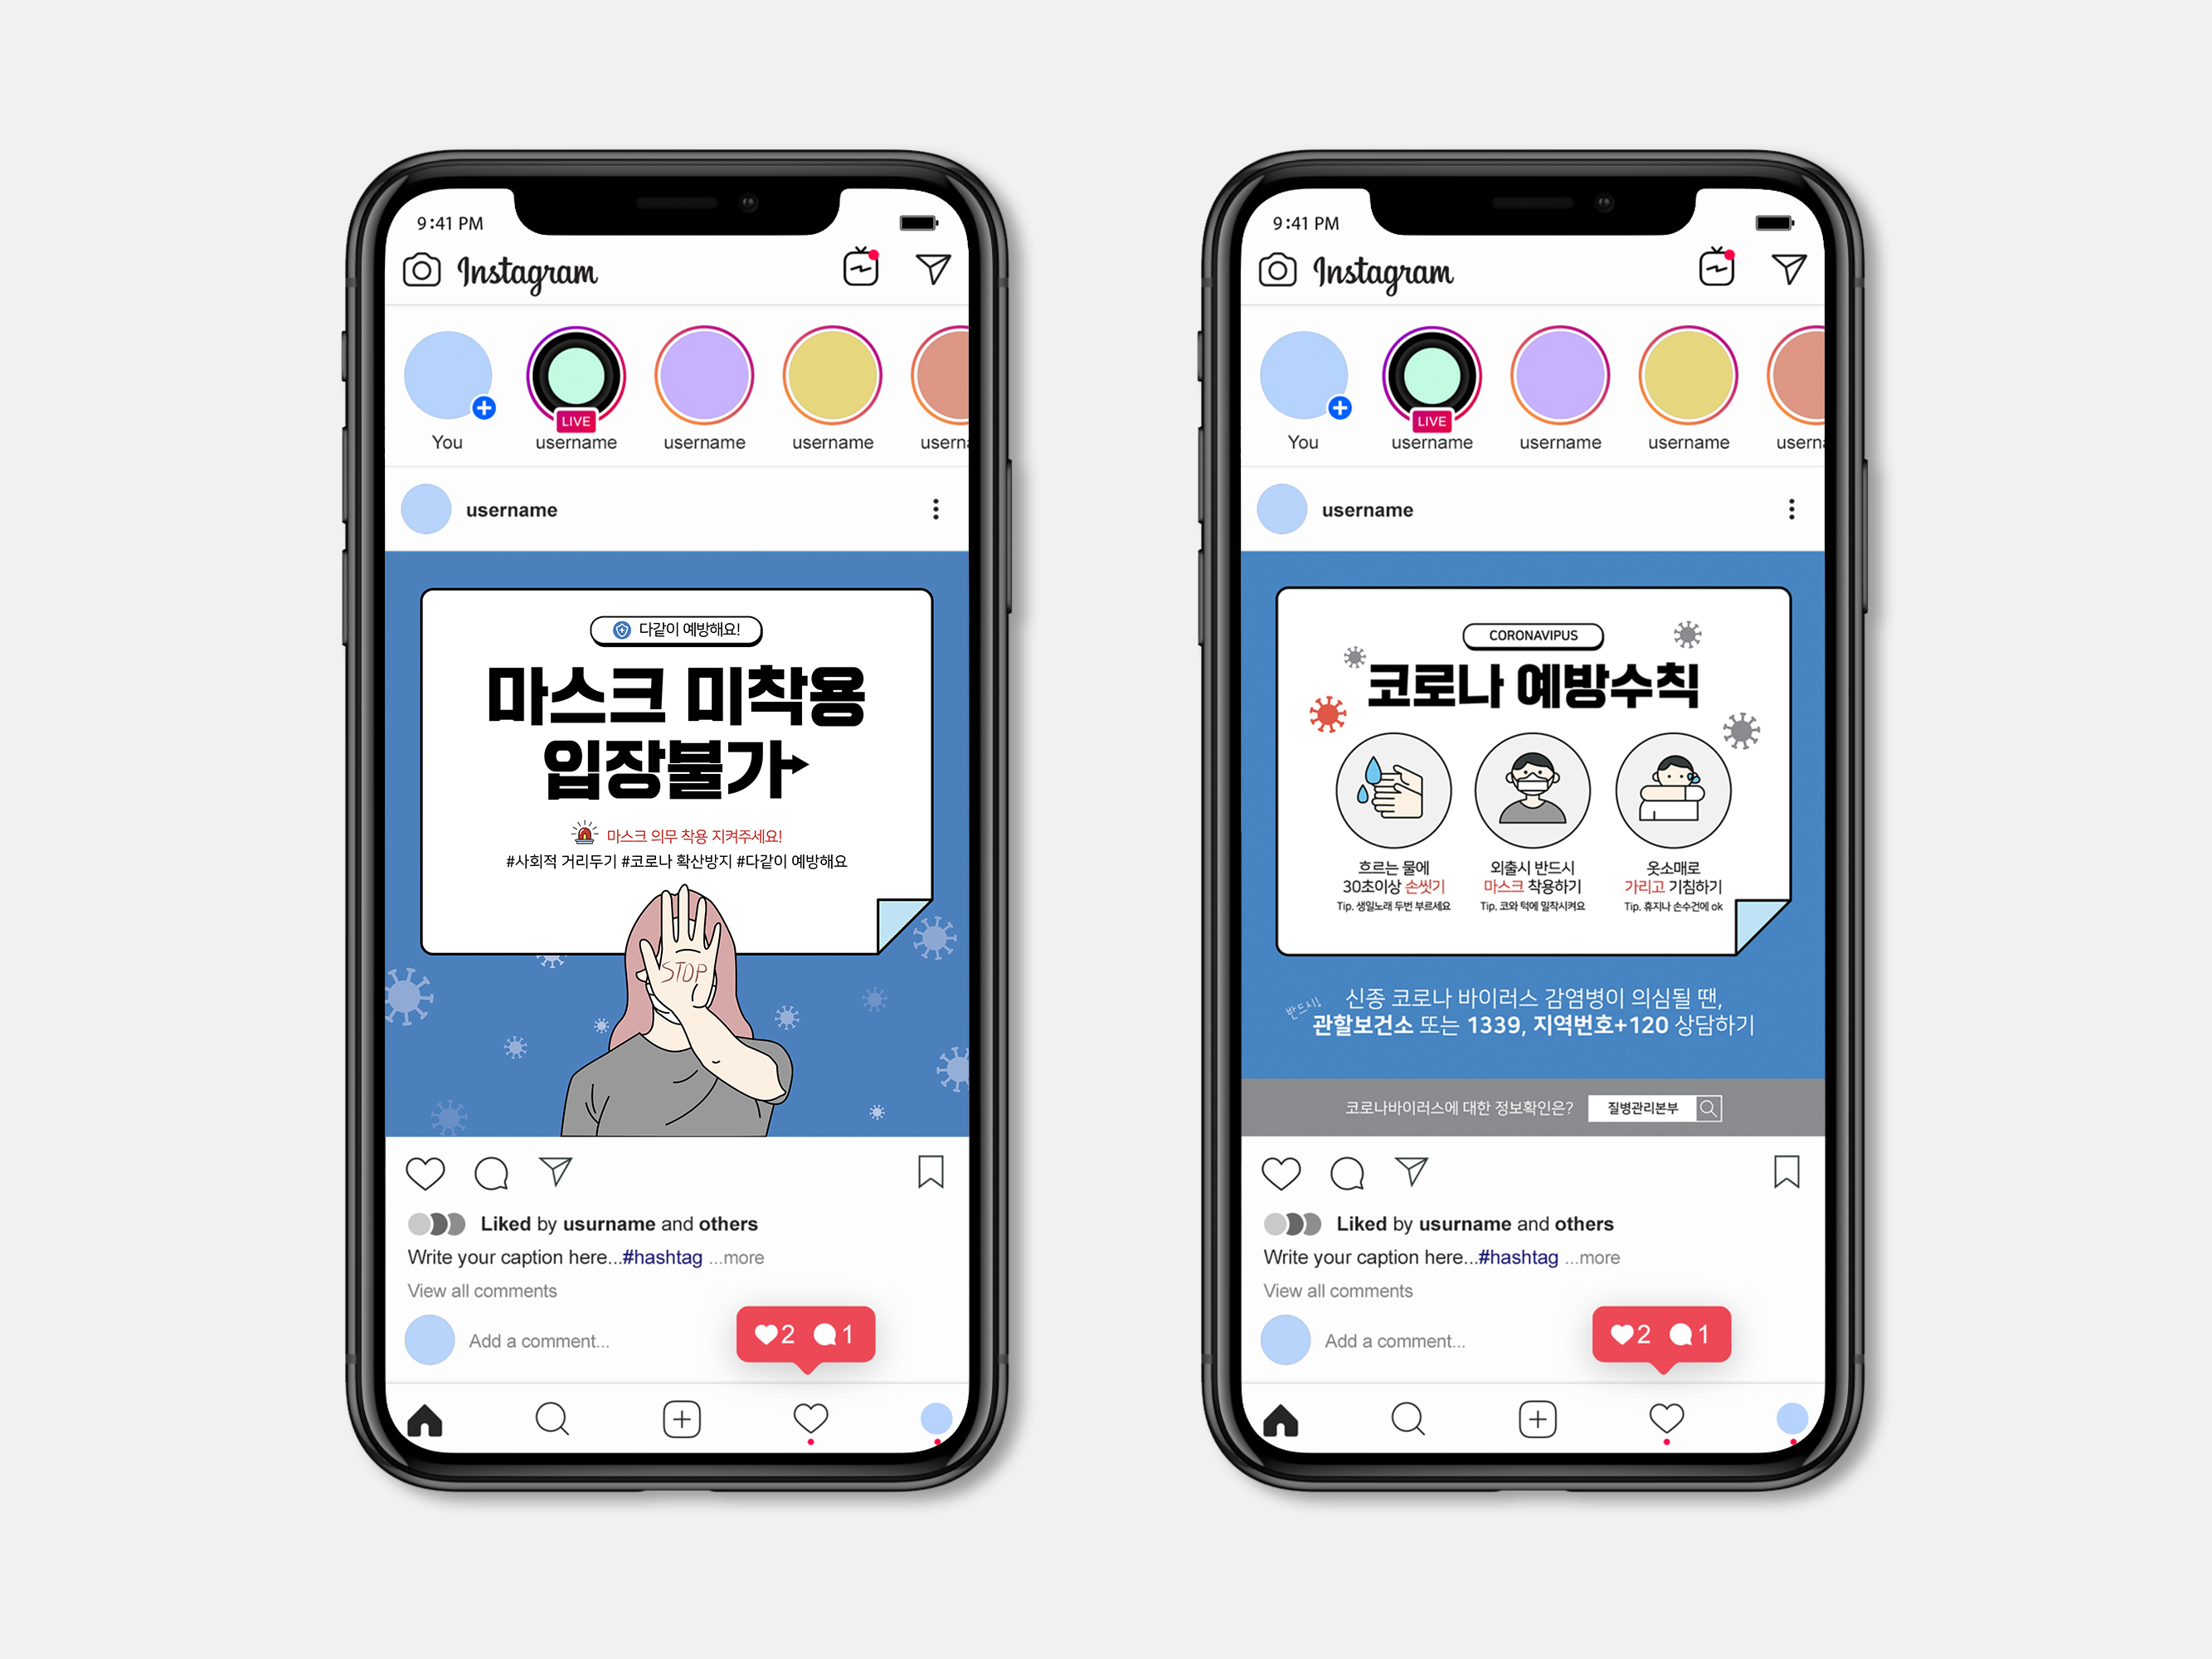 9:41 PM
Instagram
LIVE
You username username username usern
username
다같이 예방해요!
마스크 미착용
입장불가
마스크 의무 착용 지켜주세요!
#사회적 거리두기 #코로나 확산방지 #다같이 예방해요
STOP
Liked by usurname and others
Write your caption here...#hashtag ...more
View all comments
Add a comment...
2 1
9:41 PM
Instagram
LIVE
You username username username usern
username
CORONAVIPUS
코로나 예방수칙
흐르는 물에
30초이상 손씻기
Tip. 생일노래 두번 부르세요
외출시 반드시
마스크 착용하기
Tip. 코와 턱에 밀착시켜요
옷소매로
가리고 기침하기
Tip. 휴지나 손수건에 ok
반드시!
신종 코로나 바이러스 감염병이 의심될 땐,
관할보건소 또는 1339, 지역번호+120 상담하기
코로나바이러스에 대한 정보확인은? 질병관리본부
Liked by usurname and others
Write your caption here...#hashtag ...more
View all comments
Add a comment...
2 1